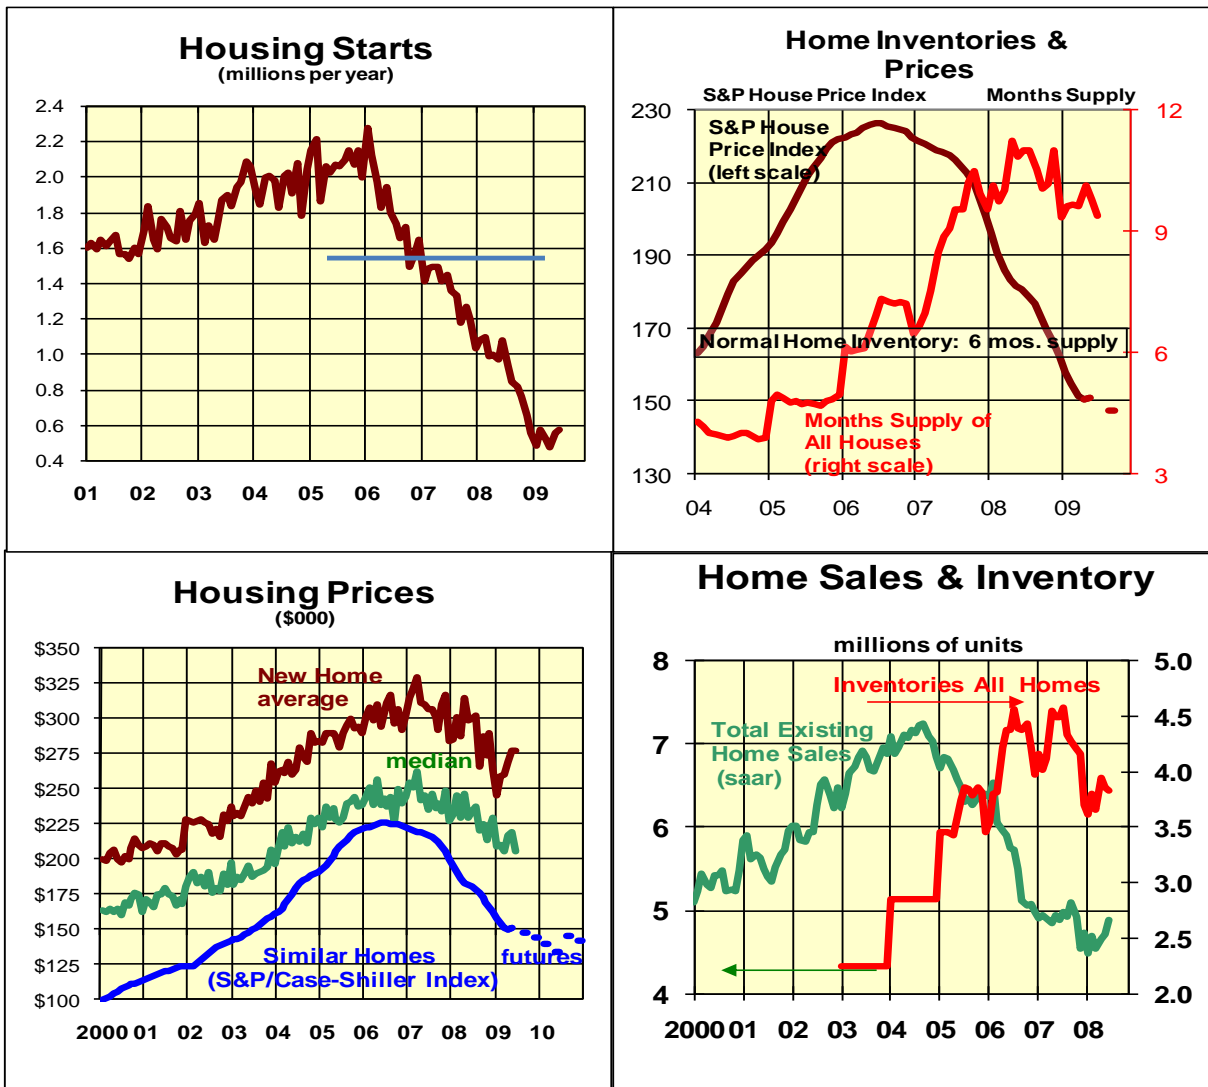 Housing Starts
(millions per year)
2.4
2.2
2.0
1.8
1.6
1.4
1.2
1.0
0.8
0.6
0.4
01 02 03 04 05 06 07 08 09
Home Inventories &
Prices
S&P House Price Index Months Supply
230
210
190
170
150
130
12
9
6
3
S&P House
Price Index
(left scale)
Normal Home Inventory: 6 mos. supply
Months Supply of
All Houses
(right scale)
04 05 06 07 08 09
Housing Prices
($000)
$350
$325
$300
$275
$250
$225
$200
$175
$150
$125
$100
New Home
average
median
Similar Homes
(S&P/Case-Shiller Index)
futures
2000 01 02 03 04 05 06 07 08 09 10
Home Sales & Inventory
millions of units
8
7
6
5
4
5.0
4.5
4.0
3.5
3.0
2.5
2.0
Inventories All Homes
Total Existing
Home Sales
(saar)
2000 01 02 03 04 05 06 07 08